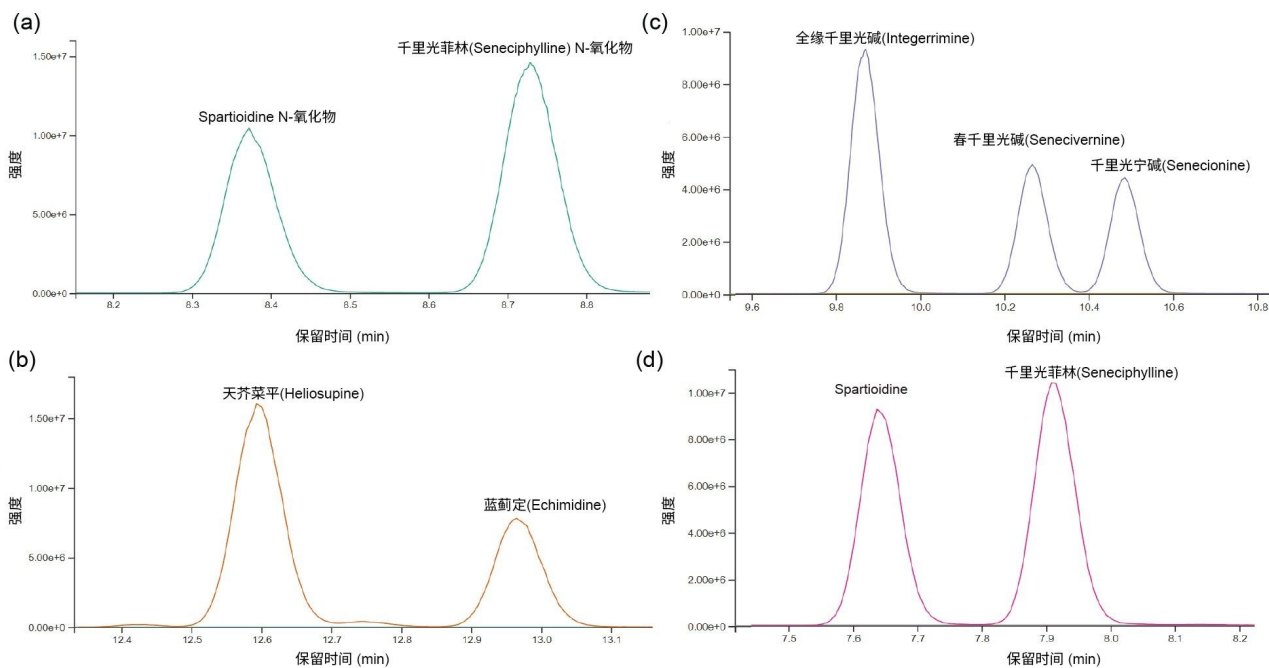 (a)
千里光菲林(Seneciphylline) N-氧化物
Spartioidine N-氧化物
1.50e+7
1.00e+7
5.00e+6
0.00e+0
强度
8.2 8.3 8.4 8.5 8.6 8.7 8.8
保留时间 (min)
(c)
全缘千里光碱(Integerrimine)
春千里光碱(Senecivernine)
千里光宁碱(Senecionine)
1.00e+7
8.00e+6
6.00e+6
4.00e+6
2.00e+6
0.00e+0
强度
9.6 9.8 10.0 10.2 10.4 10.6 10.8
保留时间 (min)
(b)
天芥菜平(Heliosupine)
蓝蓟定(Echimidine)
1.50e+7
1.00e+7
5.00e+6
0.00e+0
强度
12.4 12.5 12.6 12.7 12.8 12.9 13.0 13.1
保留时间 (min)
(d)
千里光菲林(Seneciphylline)
Spartioidine
1.00e+7
8.00e+6
6.00e+6
4.00e+6
2.00e+6
0.00e+0
强度
7.5 7.6 7.7 7.8 7.9 8.0 8.1 8.2
保留时间 (min)